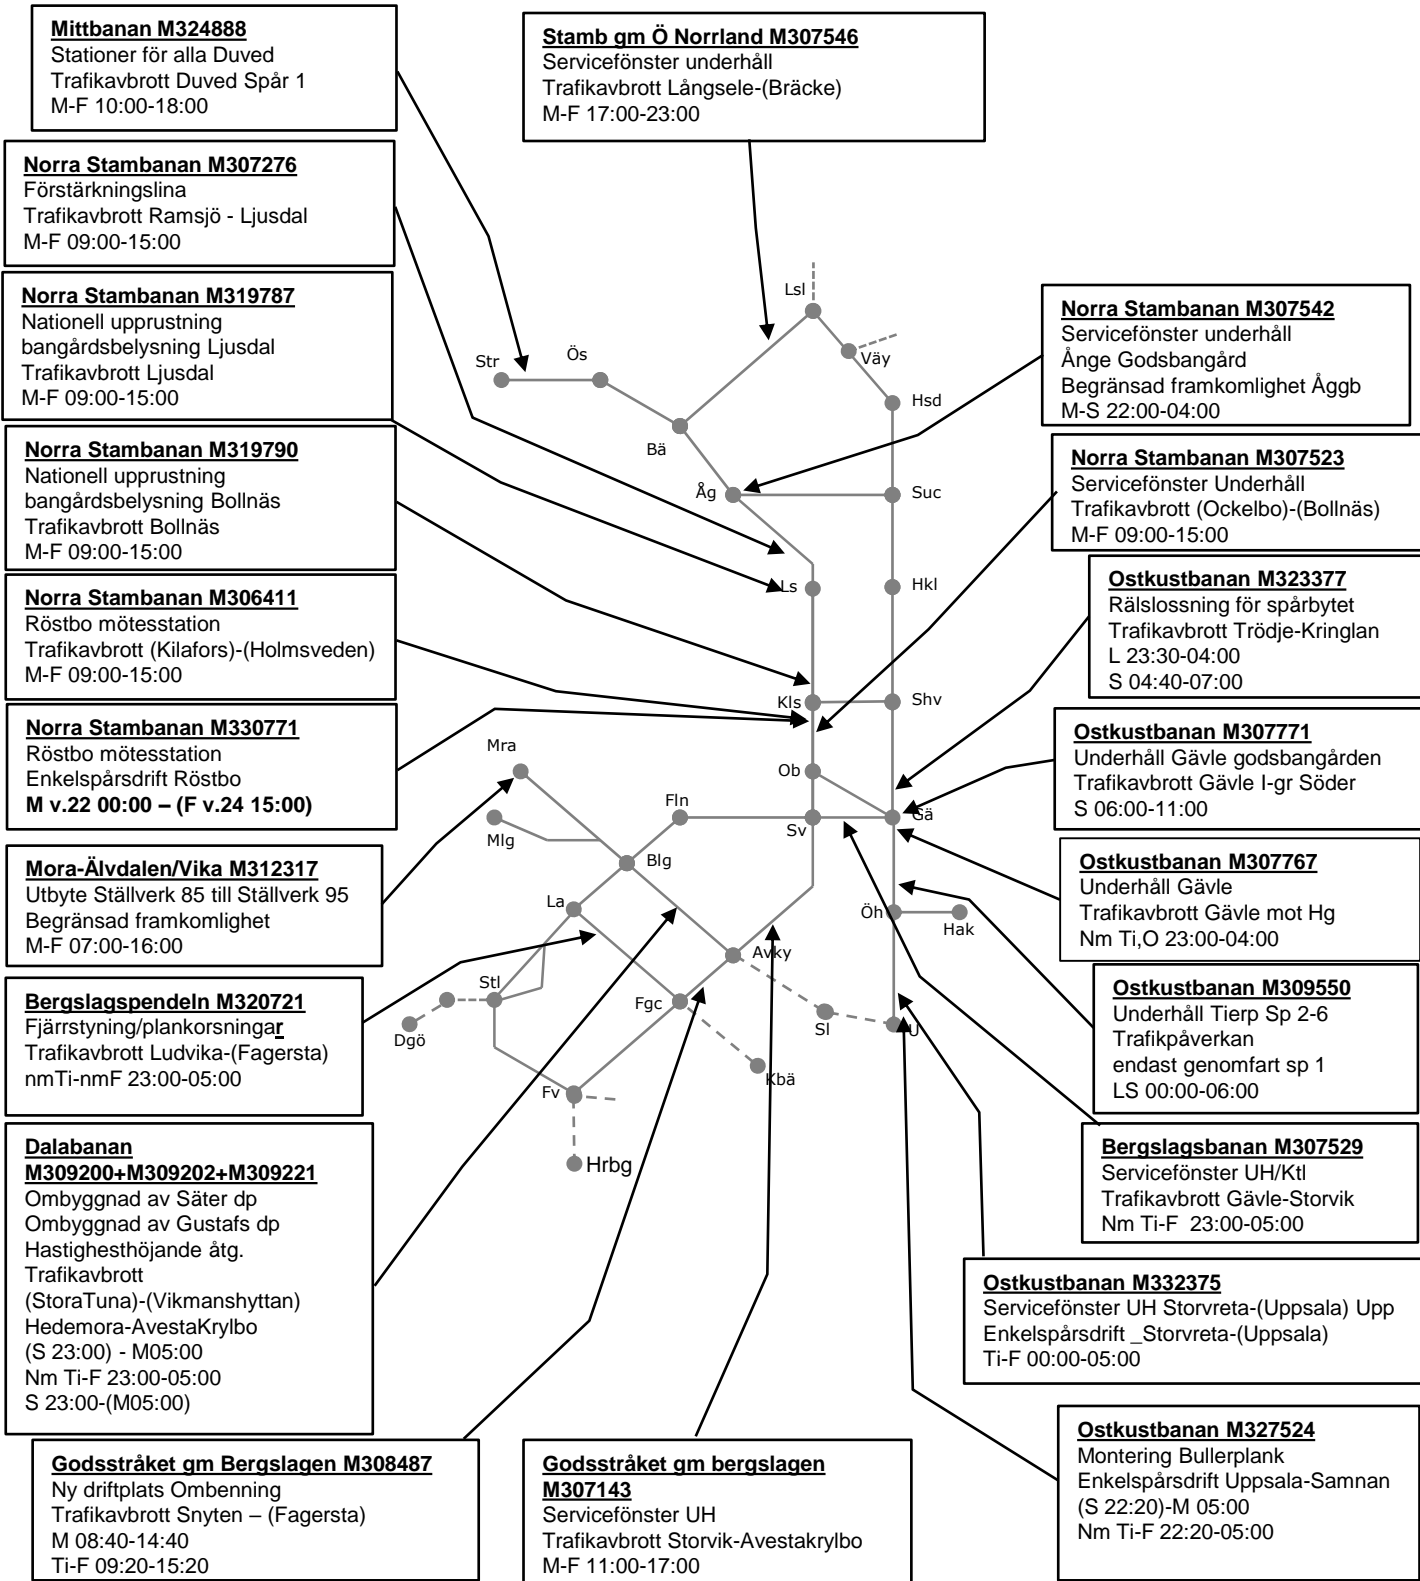 Mittbanan M324888
Stationer för alla Duved
Trafikavbrott Duved Spår 1
M-F 10:00-18:00
Stamb gm Ö Norrland M307546
Servicefönster underhåll
Trafikavbrott Långsele-(Bräcke)
M-F 17:00-23:00
Norra Stambanan M307276
Förstärkningslina
Trafikavbrott Ramsjö - Ljusdal
M-F 09:00-15:00
Norra Stambanan M319787
Nationell upprustning
bangårdsbelysning Ljusdal
Trafikavbrott Ljusdal
M-F 09:00-15:00
Norra Stambanan M319790
Nationell upprustning
bangårdsbelysning Bollnäs
Trafikavbrott Bollnäs
M-F 09:00-15:00
Norra Stambanan M306411
Röstbo mötesstation
Trafikavbrott (Kilafors)-(Holmsveden)
M-F 09:00-15:00
Norra Stambanan M330771
Röstbo mötesstation
Enkelspårsdrift Röstbo
M v.22 00:00 – (F v.24 15:00)
Mora-Älvdalen/Vika M312317
Utbyte Ställverk 85 till Ställverk 95
Begränsad framkomlighet
M-F 07:00-16:00
Bergslagspendeln M320721
Fjärrstyning/plankorsningar
Trafikavbrott Ludvika-(Fagersta)
nmTi-nmF 23:00-05:00
Dalabanan
M309200+M309202+M309221
Ombyggnad av Säter dp
Ombyggnad av Gustafs dp
Hastighesthöjande åtg.
Trafikavbrott
(StoraTuna)-(Vikmanshyttan)
Hedemora-AvestaKrylbo
(S 23:00) - M05:00
Nm Ti-F 23:00-05:00
S 23:00-(M05:00)
Godsstråket gm Bergslagen M308487
Ny driftplats Ombenning
Trafikavbrott Snyten – (Fagersta)
M 08:40-14:40
Ti-F 09:20-15:20
Godsstråket gm bergslagen
M307143
Servicefönster UH
Trafikavbrott Storvik-Avestakrylbo
M-F 11:00-17:00
Lsl
Väy
Str
Ös
Hsd
Bä
Åg
Suc
Ls
Hkl
Kls
Shv
Mra
Ob
Fln
Gä
Mlg
Sv
Blg
La
Öh
Hak
Avky
Stl
Fgc
Sl
U
Dgö
Kbä
Fv
Hrbg
Norra Stambanan M307542
Servicefönster underhåll
Ånge Godsbangård
Begränsad framkomlighet Åggb
M-S 22:00-04:00
Norra Stambanan M307523
Servicefönster Underhåll
Trafikavbrott (Ockelbo)-(Bollnäs)
M-F 09:00-15:00
Ostkustbanan M323377
Rälslossning för spårbytet
Trafikavbrott Trödje-Kringlan
L 23:30-04:00
S 04:40-07:00
Ostkustbanan M307771
Underhåll Gävle godsbangården
Trafikavbrott Gävle I-gr Söder
S 06:00-11:00
Ostkustbanan M307767
Underhåll Gävle
Trafikavbrott Gävle mot Hg
Nm Ti,O 23:00-04:00
Ostkustbanan M309550
Underhåll Tierp Sp 2-6
Trafikpåverkan
endast genomfart sp 1
LS 00:00-06:00
Bergslagsbanan M307529
Servicefönster UH/Ktl
Trafikavbrott Gävle-Storvik
Nm Ti-F 23:00-05:00
Ostkustbanan M332375
Servicefönster UH Storvreta-(Uppsala) Upp
Enkelspårsdrift _Storvreta-(Uppsala)
Ti-F 00:00-05:00
Ostkustbanan M327524
Montering Bullerplank
Enkelspårsdrift Uppsala-Samnan
(S 22:20)-M 05:00
Nm Ti-F 22:20-05:00